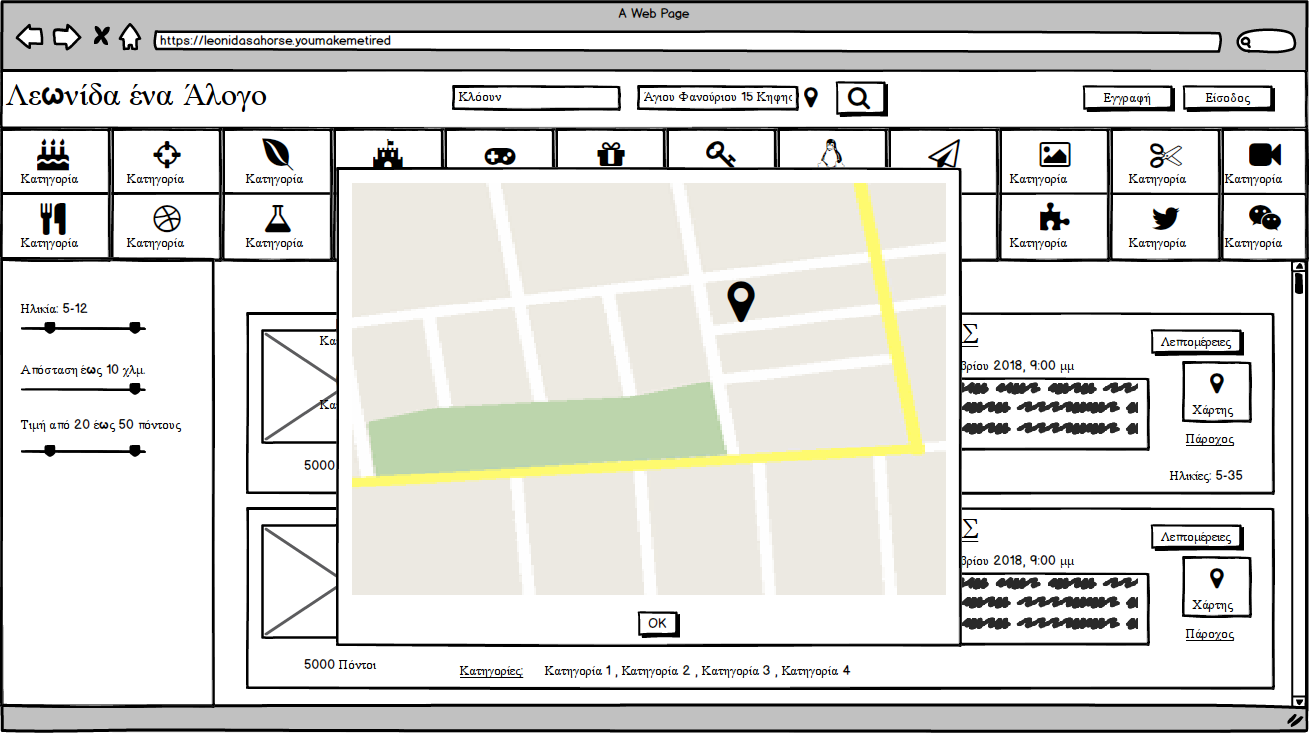 A Web Page
https://leonidasahorse.youmakemetired
Λεωνίδα ένα Άλογο
Κλόουν
Άγιου Φανούριου 15 Κηφης
Εγγραφή
Είσοδος
Κατηγορία
Κατηγορία
Κατηγορία
Κατηγορία
Κατηγορία
Κατηγορία
Κατηγορία
Κατηγορία
Κατηγορία
Κατηγορία
Κατηγορία
Κατηγορία
Ηλικία: 5-12
Απόσταση έως 10 χλμ.
Τιμή από 20 έως 50 πόντους
Κα
Κα
5000
Σ
Λεπτομέρειες
βρίου 2018, 9:00 μμ
Χάρτης
Πάροχος
Ηλικίες: 5-35
Σ
Λεπτομέρειες
βρίου 2018, 9:00 μμ
Χάρτης
Πάροχος
OK
5000 Πόντοι
Κατηγορίες: Κατηγορία 1 , Κατηγορία 2 , Κατηγορία 3 , Κατηγορία 4